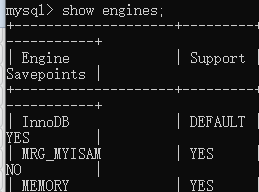 mysql> show engines;
+--------------------+---------
-----------+
| Engine | Support
Savepoints |
+--------------------+---------
-----------+
| InnoDB | DEFAULT
YES |
| MRG_MYISAM | YES
NO |
| MEMORY | YES